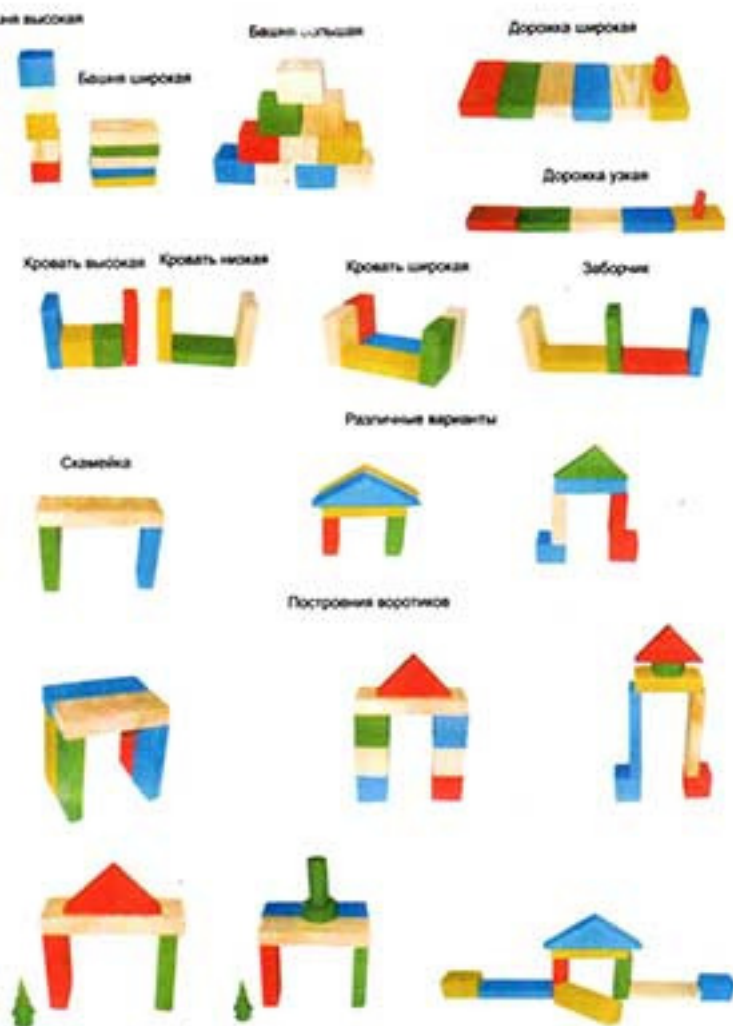 высокая
Башня широкая
Башня большая
Дорожка широкая
Дорожка узкая
Кровать высокая
Кровать низкая
Кровать широкая
Заборчик
Различные варианты
Скамейка
Построения воротиков